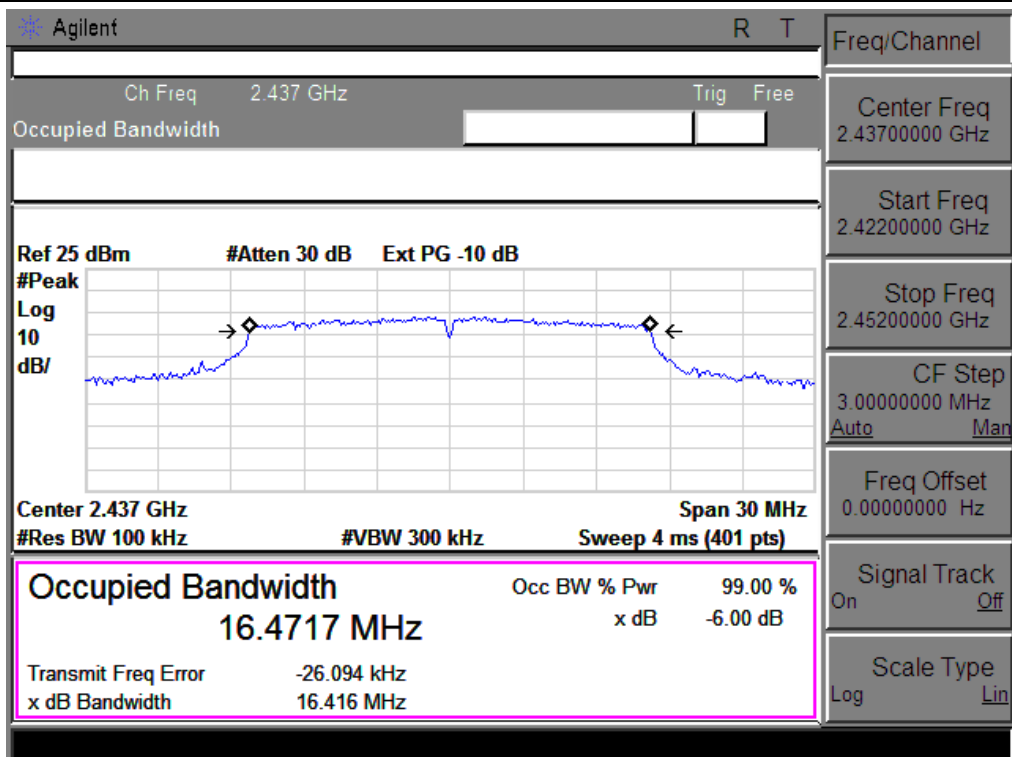 Agilent R T
Ch Freq 2.437 GHz Trig Free
Occupied Bandwidth
Ref 25 dBm #Atten 30 dB Ext PG -10 dB
#Peak
Log
10
dB/
Center 2.437 GHz Span 30 MHz
#Res BW 100 kHz #VBW 300 kHz Sweep 4 ms (401 pts)
Occupied Bandwidth Occ BW % Pwr 99.00 %
16.4717 MHz x dB -6.00 dB
Transmit Freq Error -26.094 kHz
x dB Bandwidth 16.416 MHz
Freq/Channel
Center Freq
2.43700000 GHz
Start Freq
2.42200000 GHz
Stop Freq
2.45200000 GHz
CF Step
3.00000000 MHz
Auto Man
Freq Offset
0.00000000 Hz
Signal Track
On Off
Scale Type
Log Lin